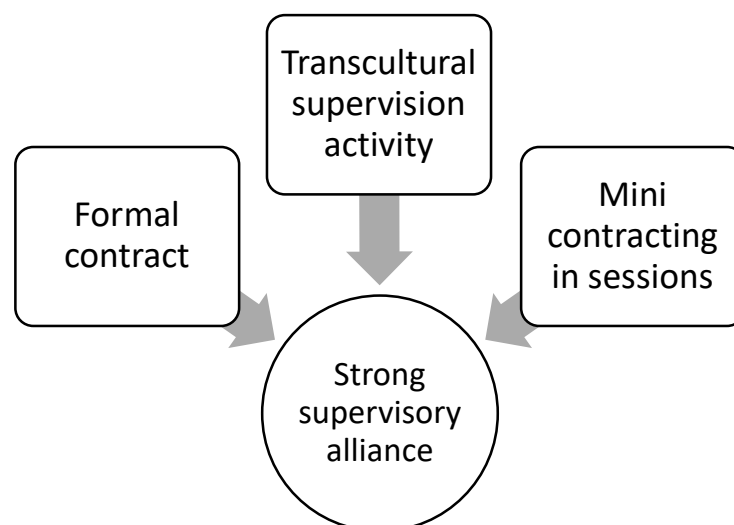 Transcultural
supervision
activity
Formal
contract
Mini
contracting
in sessions
Strong
supervisory
alliance